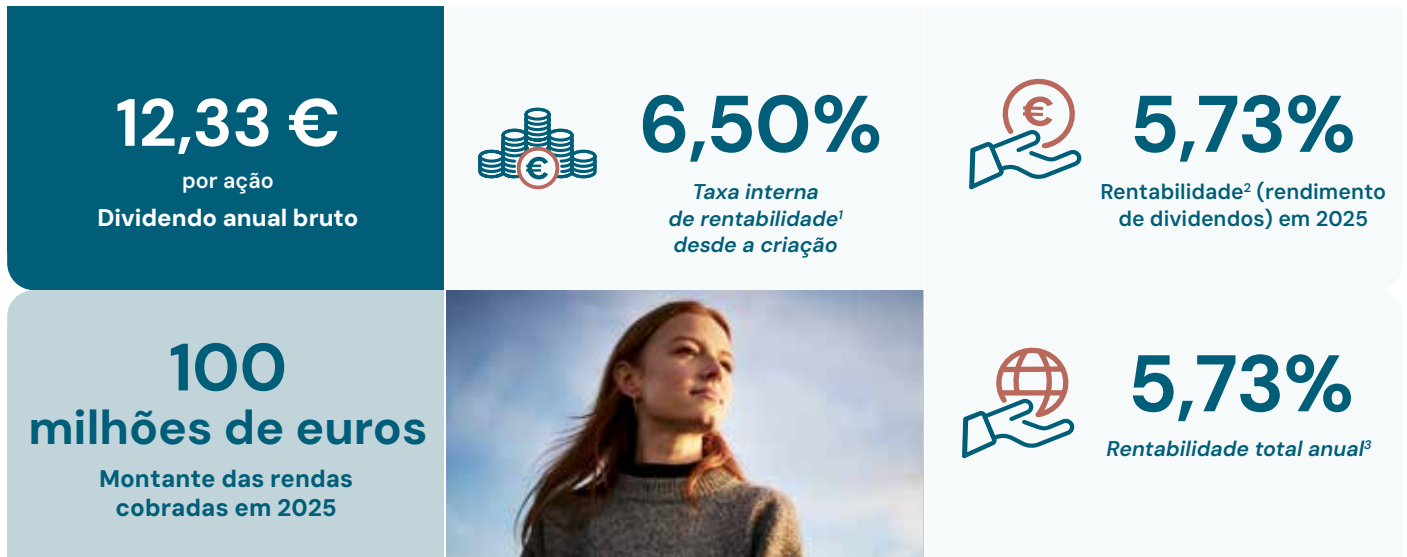 12,33 €
por ação
Dividendo anual bruto
6,50%
Taxa interna
de rentabilidade¹
desde a criação
€
€
5,73%
Rentabilidade² (rendimento
de dividendos) em 2025
100
milhões de euros
Montante das rendas
cobradas em 2025
5,73%
Rentabilidade total anual³